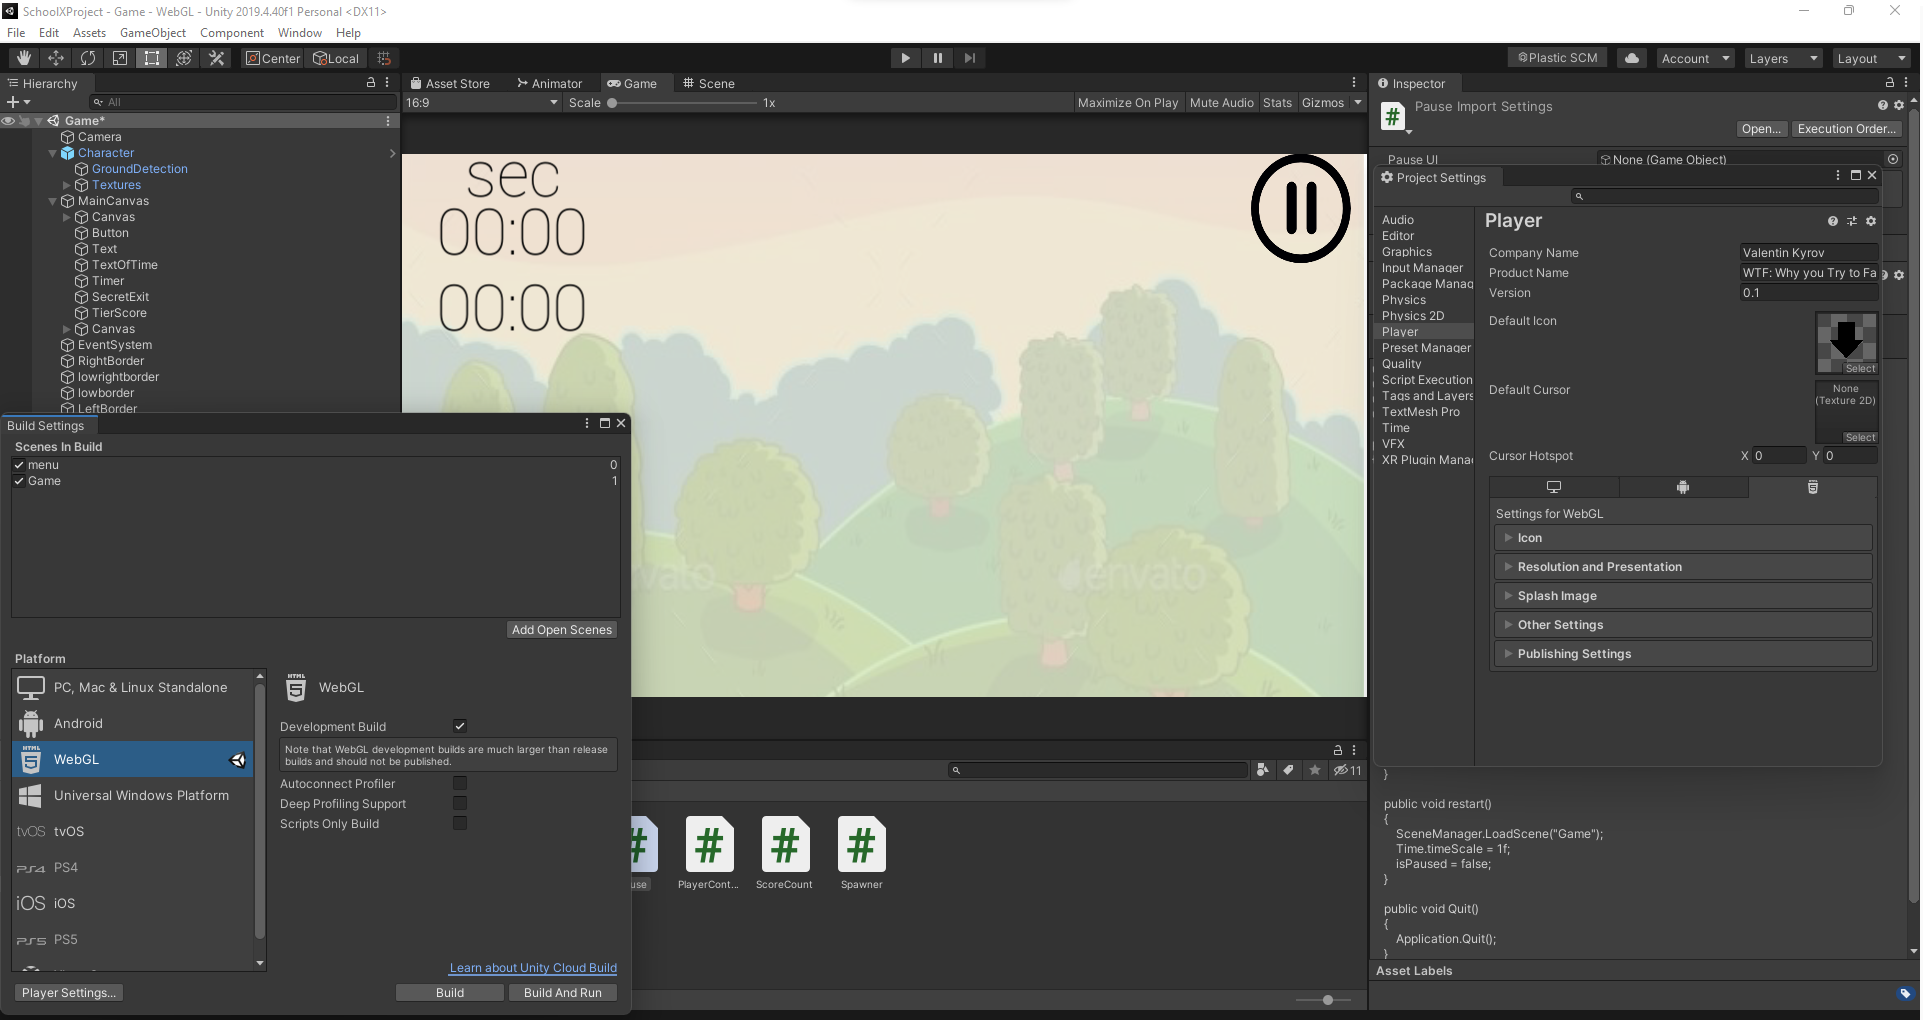 SchoolXProject - Game - WebGL - Unity 2019.4.40f1 Personal <DX11>
File Edit Assets GameObject Component Window Help
Center Local
Plastic SCM
Account
Layers
Layout
Hierarchy
All
Game*
Camera
Character
GroundDetection
Textures
MainCanvas
Canvas
Button
Text
TextOfTime
Timer
SecretExit
TierScore
Canvas
EventSystem
RightBorder
lowrightborder
lowborder
LeftBorder
Asset Store Animator Game Scene
16:9 Scale 1x Maximize On Play Mute Audio Stats Gizmos
sec
00:00
00:00
envato
envato
Build Settings
Scenes In Build
menu 0
Game 1
Add Open Scenes
Platform
PC, Mac & Linux Standalone
Android
HTML
WebGL
Universal Windows Platform
tvOS tvOS
PS4 PS4
iOS iOS
PS5 PS5
HTML
WebGL
Development Build
Note that WebGL development builds are much larger than release
builds and should not be published.
Autoconnect Profiler
Deep Profiling Support
Scripts Only Build
Learn about Unity Cloud Build
Player Settings...
Build
Build And Run
11
use
PlayerCont...
ScoreCount
Spawner
Inspector
Pause Import Settings
Open...
Execution Order...
Pause UI None (Game Object)
Project Settings
Audio
Editor
Graphics
Input Manager
Package Manag
Physics
Physics 2D
Player
Preset Manager
Quality
Script Execution
Tags and Layers
TextMesh Pro
Time
VFX
XR Plugin Mana
Player
Company Name Valentin Kyrov
Product Name WTF: Why you Try to Fa
Version 0.1
Default Icon
Select
Default Cursor
None
(Texture 2D)
Select
Cursor Hotspot X 0 Y 0
Settings for WebGL
Icon
Resolution and Presentation
Splash Image
Other Settings
Publishing Settings
}
public void restart()
{
SceneManager.LoadScene("Game");
Time.timeScale = 1f;
isPaused = false;
}
public void Quit()
{
Application.Quit();
}
Asset Labels